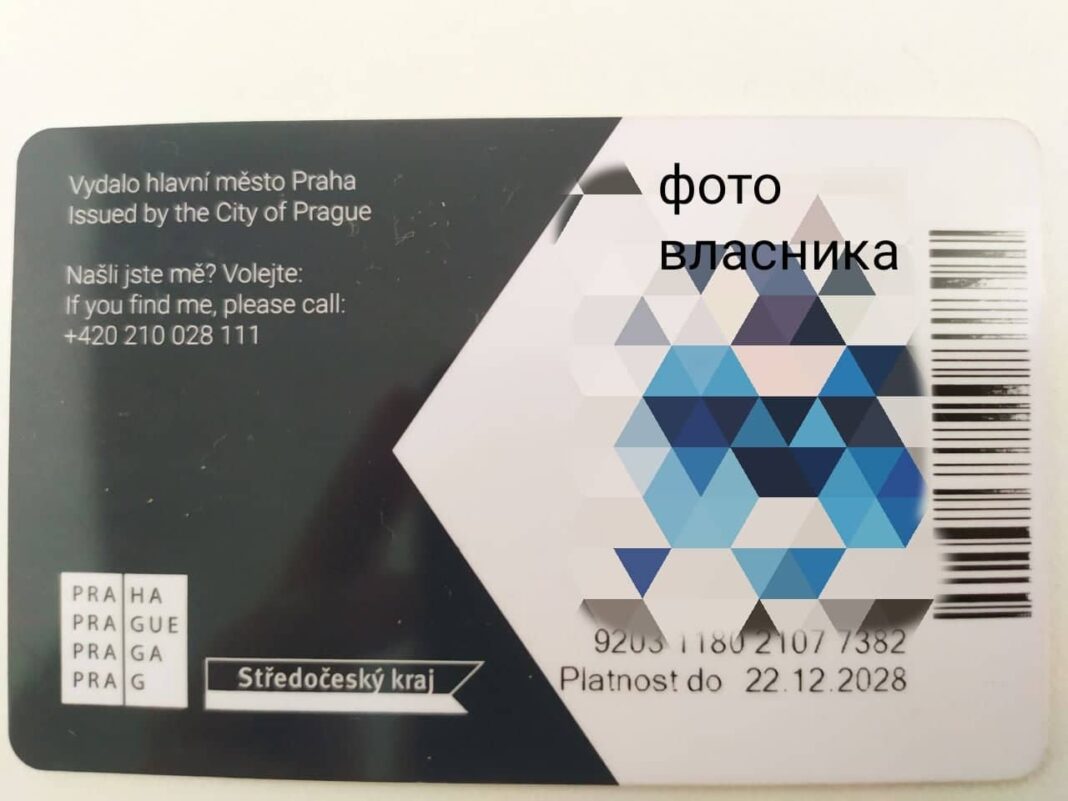 Vydalo hlavní město Praha
Issued by the City of Prague
Našli jste mě? Volejte:
If you find me, please call:
+420 210 028 111
фото
власника
9203 1180 2107 7382
Platnost do 22.12.2028
PRA HA
PRA GUE
PRA GA
PRA G
Středočeský kraj